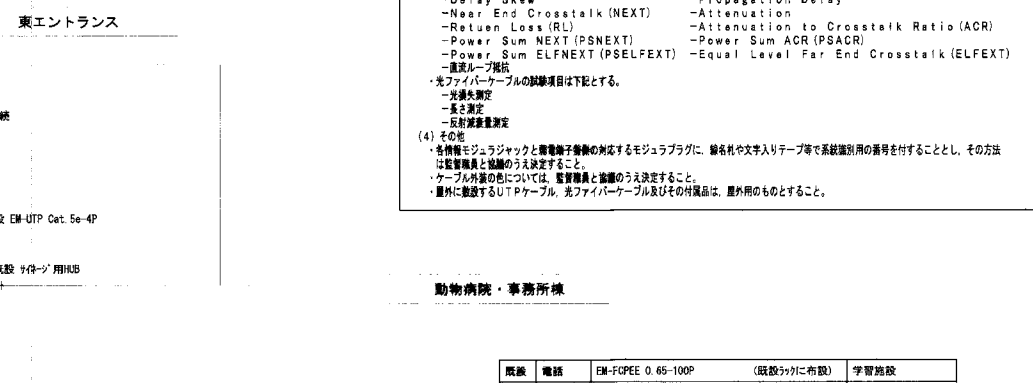 東エントランス
続
設 EM-UTP Cat.5e-4P
既設 ｻｲﾈｰｼﾞ用HUB
-Delay Skew -Propagation Delay
-Near End Crosstalk(NEXT) -Attenuation
-Retuen Loss(RL) -Attenuation to Crosstalk Ratio(ACR)
-Power Sum NEXT(PSNEXT) -Power Sum ACR(PSACR)
-Power Sum ELFNEXT(PSELFEXT) -Equal Level Far End Crosstalk(ELFEXT)
-直流ループ抵抗
・光ファイバーケーブルの試験項目は下記とする。
-光損失測定
-長さ測定
-反射減衰量測定
(4) その他
・各情報モジュラジャックと弱電端子盤側の対応するモジュラプラグに、線名札や文字入りテープ等で系統識別用の番号を付することとし、その方法
は監督職員と協議のうえ決定すること。
・ケーブル外装の色については、監督職員と協議のうえ決定すること。
・屋外に敷設するUTPケーブル、光ファイバーケーブル及びその付属品は、屋外用のものとすること。
動物病院・事務所棟
既設 電話 EM-FCPEE 0.65-100P (既設ﾗｯｸに布設) 学習施設